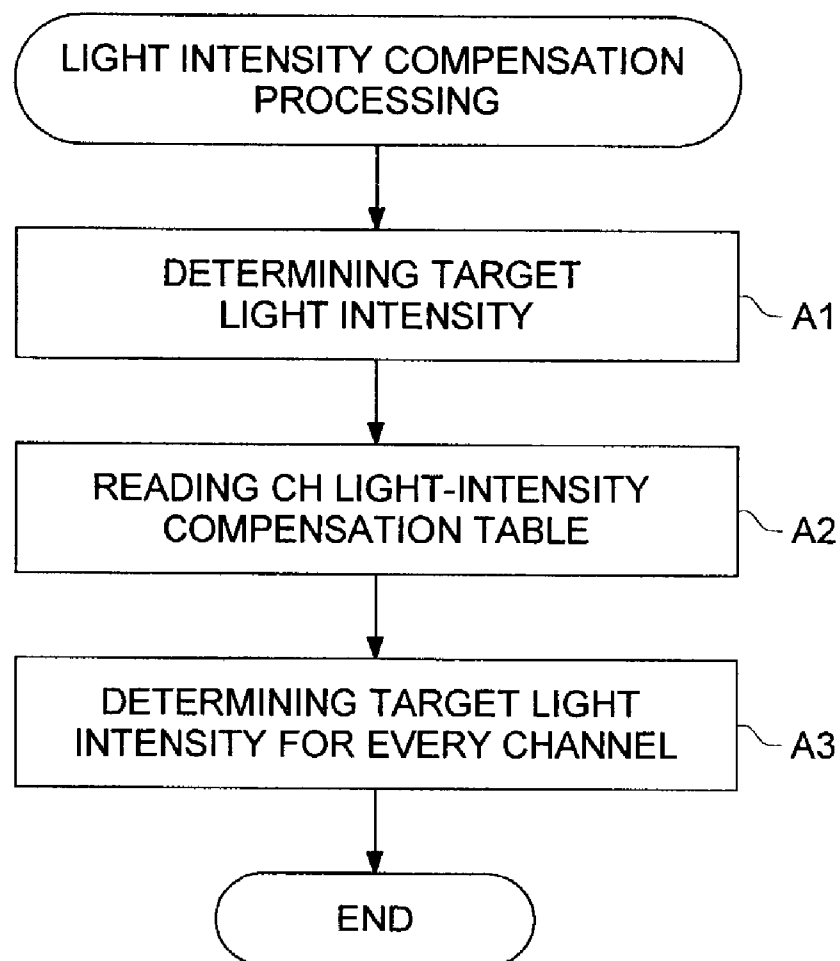 LIGHT INTENSITY COMPENSATION
PROCESSING
DETERMINING TARGET
LIGHT INTENSITY
A1
READING CH LIGHT-INTENSITY
COMPENSATION TABLE
A2
DETERMINING TARGET LIGHT
INTENSITY FOR EVERY CHANNEL
A3
END